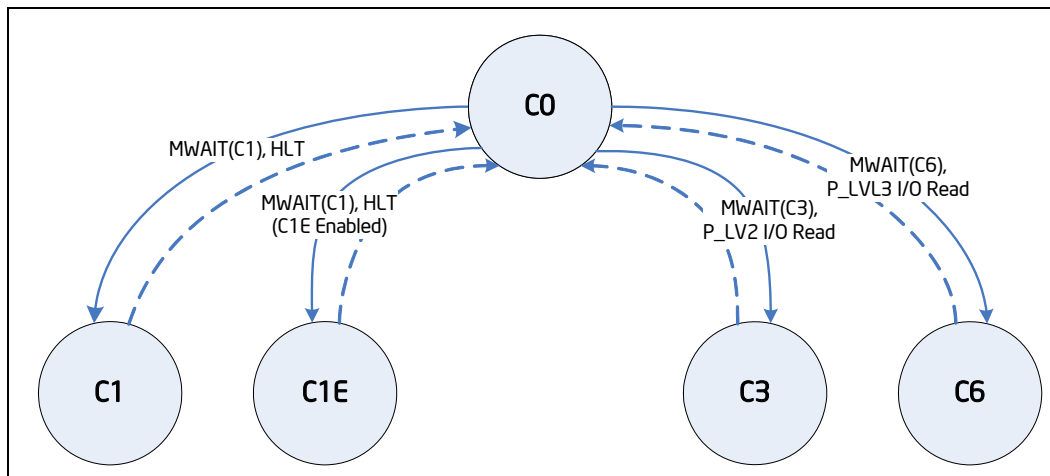 C0
MWAIT(C1), HLT
MWAIT(C1), HLT
(C1E Enabled)
MWAIT(C3),
P_LV2 I/O Read
MWAIT(C6),
P_LVL3 I/O Read
C1
C1E
C3
C6